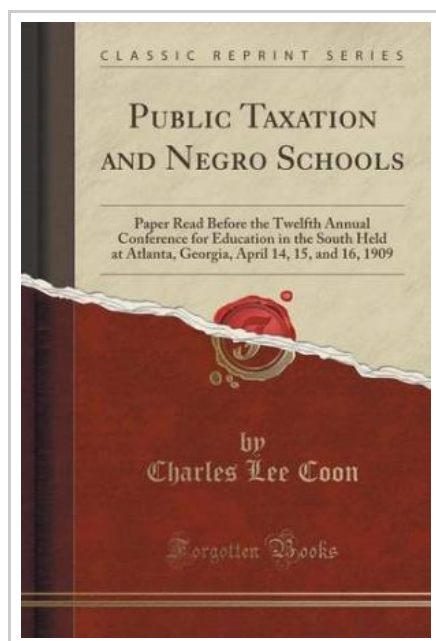 CLASSIC REPRINT SERIES
PUBLIC TAXATION
AND NEGRO SCHOOLS
Paper Read Before the Twelfth Annual
Conference for Education in the South Held
at Atlanta, Georgia, April 14, 15, and 16, 1909
by
Charles Lee Coon
Forgotten Books